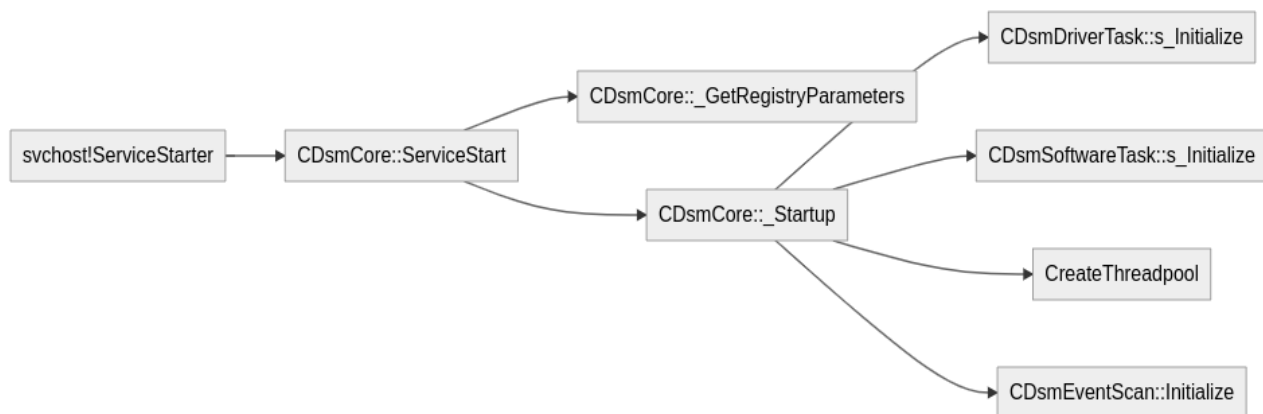 svchost!ServiceStarter
CDsmCore::ServiceStart
CDsmCore::_GetRegistryParameters
CDsmCore::_Startup
CDsmDriverTask::s_Initialize
CDsmSoftwareTask::s_Initialize
CreateThreadpool
CDsmEventScan::Initialize